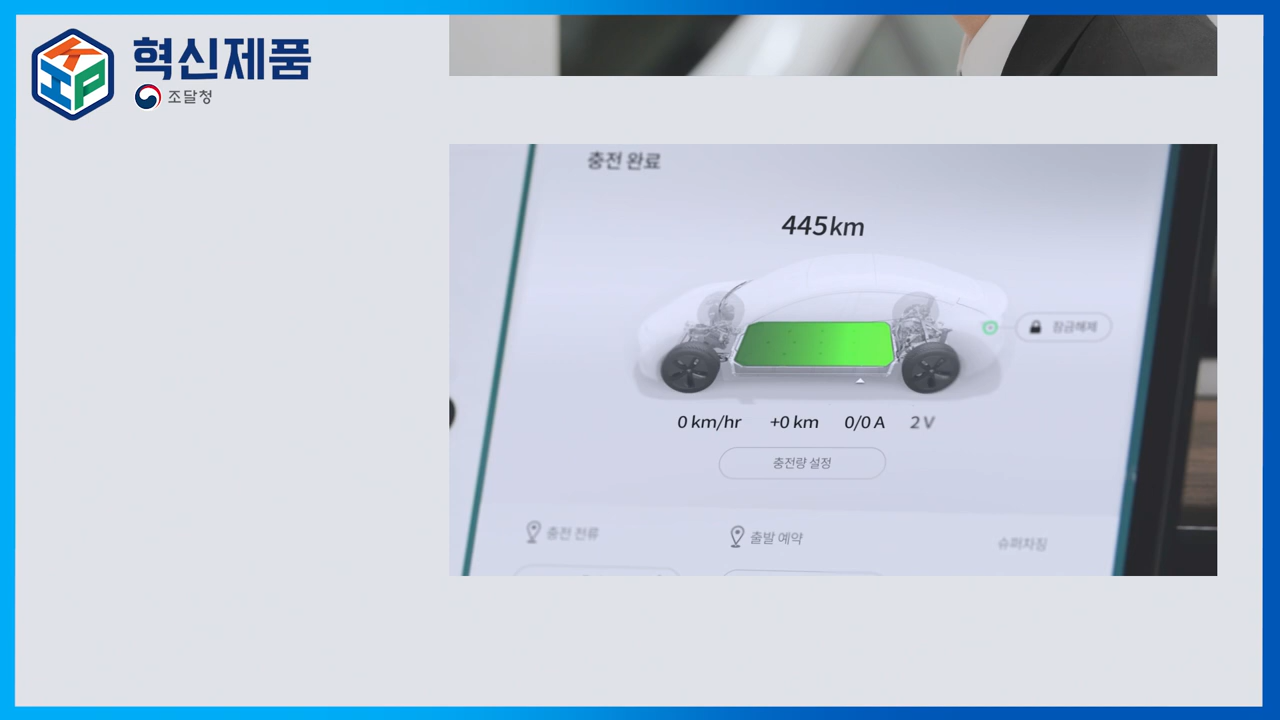 혁신제품
조달청
충전 완료
445km
잠금해제
0 km/hr +0 km 0/0 A 2 V
충전량 설정
충전 전류 출발 예약 슈퍼차징